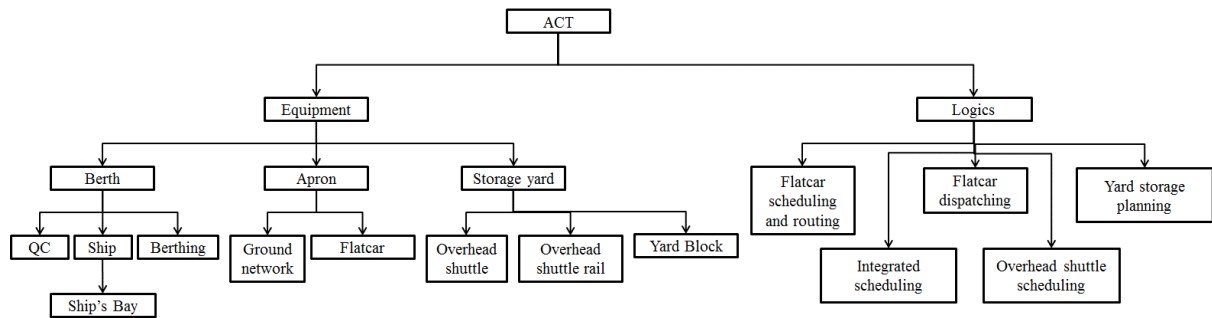 ACT
Equipment
Logics
Berth
Apron
Storage yard
Flatcar
scheduling
and routing
Flatcar
dispatching
Yard storage
planning
QC
Ship
Berthing
Ground
network
Flatcar
Overhead
shuttle
Overhead
shuttle rail
Yard Block
Integrated
scheduling
Overhead shuttle
scheduling
Ship's Bay